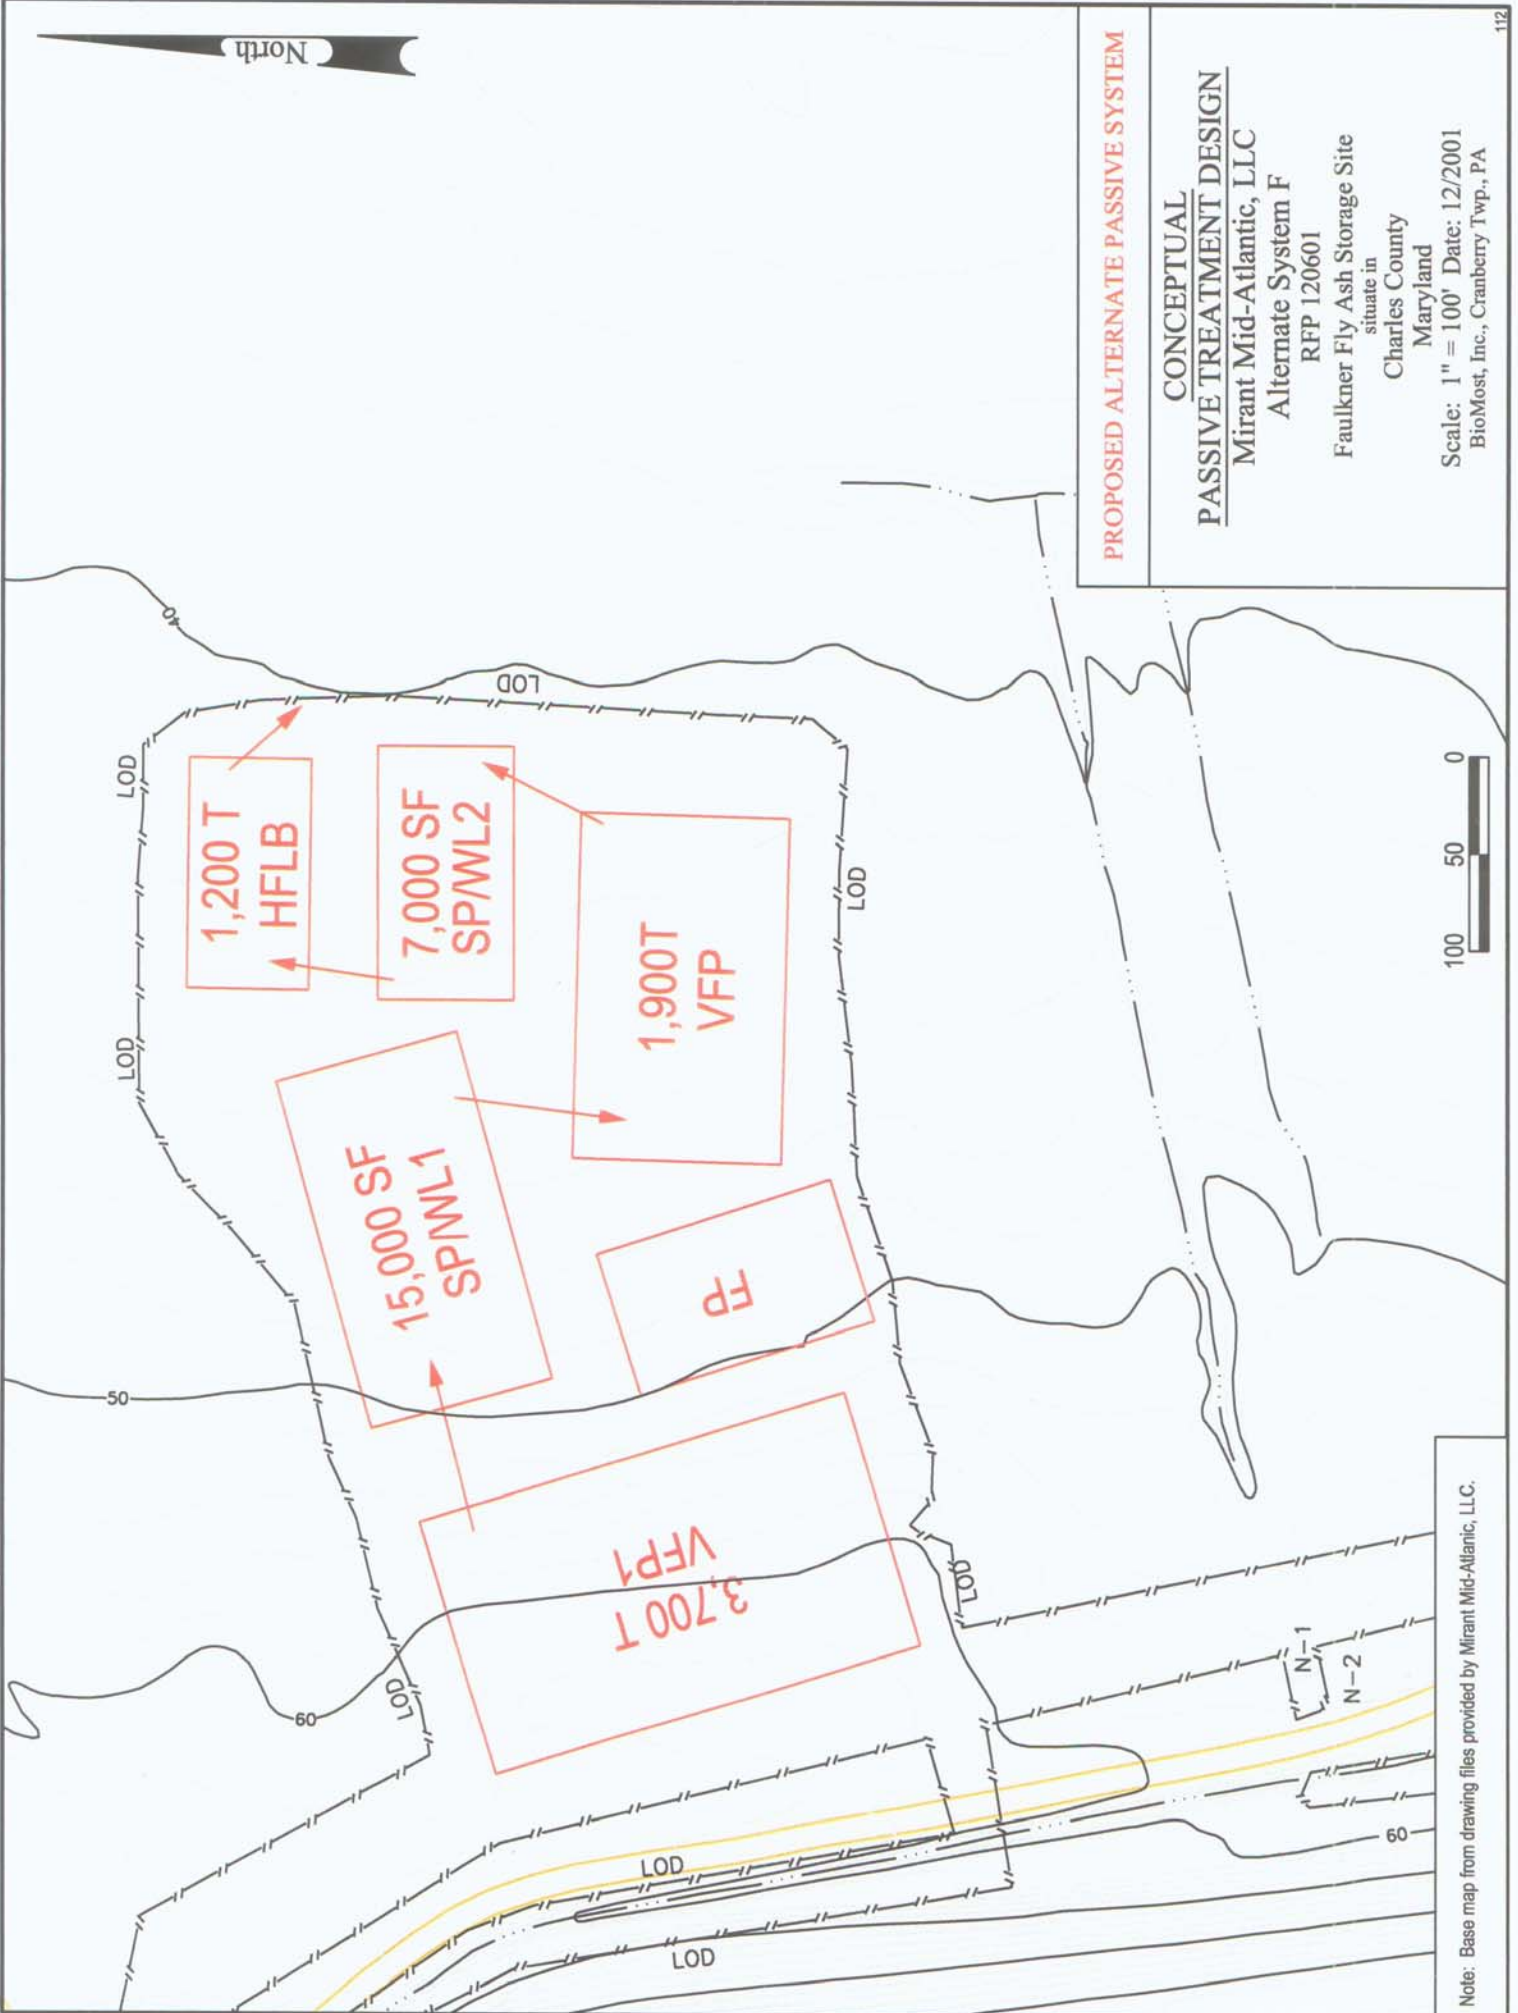 North
PROPOSED ALTERNATE PASSIVE SYSTEM
CONCEPTUAL
PASSIVE TREATMENT DESIGN
Mirant Mid-Atlantic, LLC
Alternate System F
RFP 120601
Faulkner Fly Ash Storage Site
situate in
Charles County
Maryland
Scale: 1" = 100' Date: 12/2001
BioMost, Inc., Cranberry Twp., PA
112
40
LOD
LOD
LOD
1,200 T
HFLB
7,000 SF
SP/WL2
1,900T
VFP
LOD
15,000 SF
SP/WL1
FP
50
3,700 T
VFP1
LOD
60
LOD
LOD
LOD
N-1
N-2
60
100 50 0
Note: Base map from drawing files provided by Mirant Mid-Atlanic, LLC.